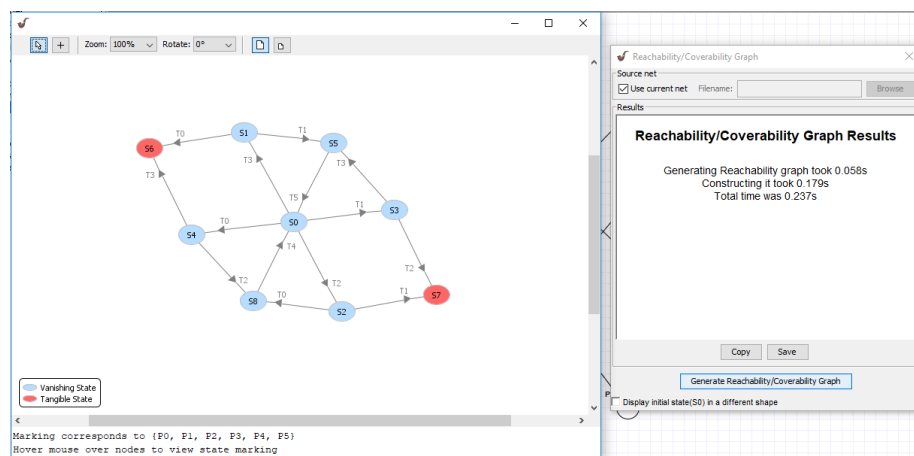 Zoom: 100% Rotate: 0°
T0 S1 T1
S6 S5
T3 T3 T3
T5
T1 S3
S0
T0
S4 T4
T2 T2 T2
S8 T0 S7
T1
S2
Vanishing State
Tangible State
Marking corresponds to {P0, P1, P2, P3, P4, P5}
Hover mouse over nodes to view state marking
Reachability/Coverability Graph
Source net
Use current net Filename: Browse
Results
Reachability/Coverability Graph Results
Generating Reachability graph took 0.058s
Constructing it took 0.179s
Total time was 0.237s
Copy Save
Generate Reachability/Coverability Graph
Display initial state(S0) in a different shape